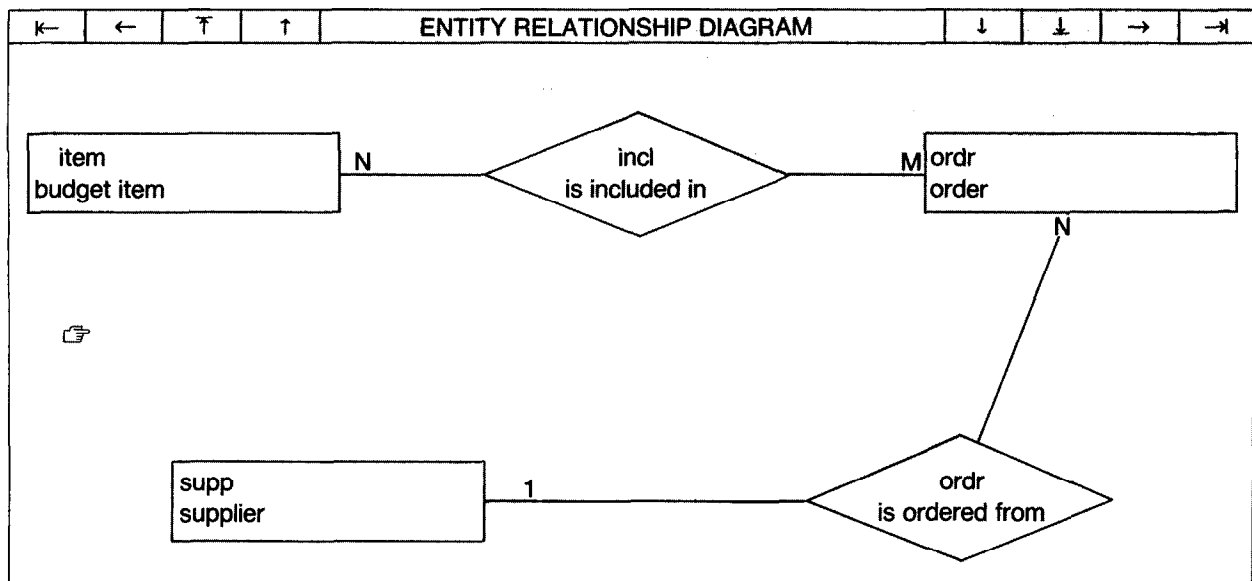 ENTITY RELATIONSHIP DIAGRAM
item
budget item
N
incl
is included in
M
ordr
order
N
supp
supplier
1
ordr
is ordered from